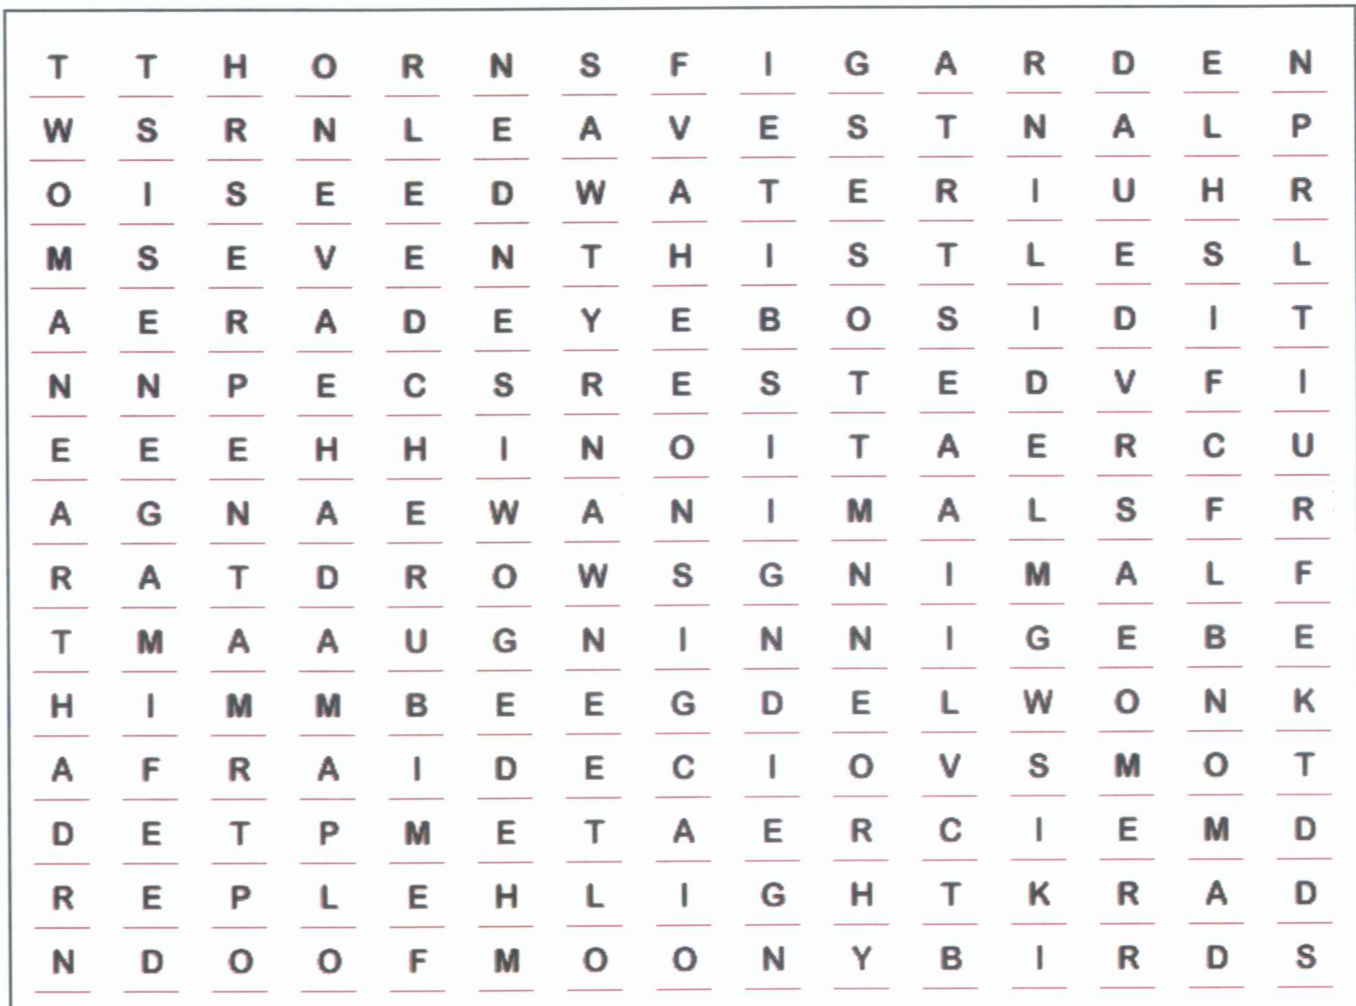 T T H O R N S F I G A R D E N
W S R N L E A V E S T N A L P
O I S E E D W A T E R I U H R
M S E V E N T H I S T L E S L
A E R A D E Y E B O S I D I T
N N P E C S R E S T E D V F I
E E E H H I N O I T A E R C U
A G N A E W A N I M A L S F R
R A T D R O W S G N I M A L F
T M A A U G N I N N I G E B E
H I M M B E E G D E L W O N K
A F R A I D E C I O V S M O T
D E T P M E T A E R C I E M D
R E P L E H L I G H T K R A D
N D O O F M O O N Y B I R D S